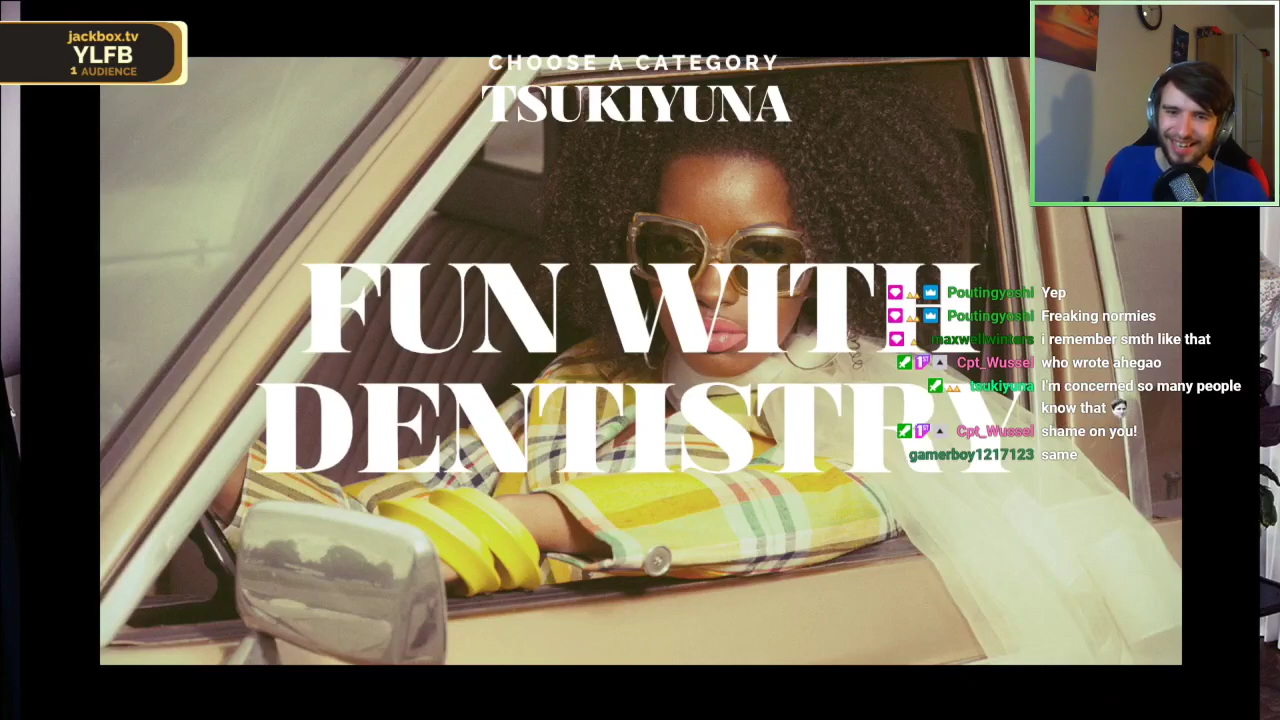 jackbox.tv
YLFB
1 AUDIENCE
CHOOSE A CATEGORY
TSUKIYUNA
FUN WITH
DENTISTRY
Poutingyoshi Yep
Poutingyoshi Freaking normies
maxwellwinters i remember smth like that
Cpt_Wussel who wrote ahegao
tsukiyuna I'm concerned so many people
know that
Cpt_Wussel shame on you!
gamerboy1217123 same